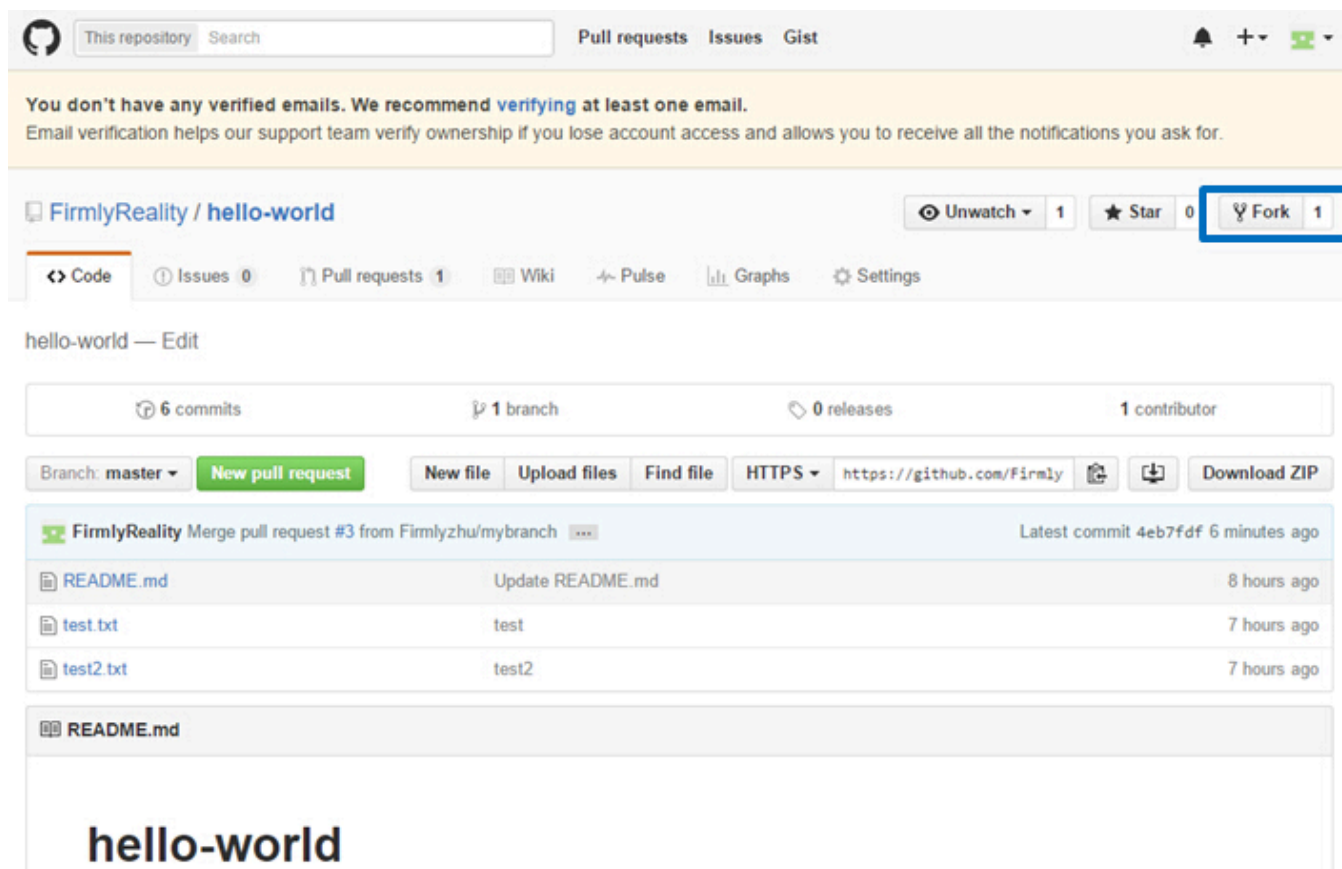 This repository Search Pull requests Issues Gist
You don't have any verified emails. We recommend verifying at least one email.
Email verification helps our support team verify ownership if you lose account access and allows you to receive all the notifications you ask for.
FirmlyReality / hello-world Unwatch 1 Star 0 Fork 1
Code Issues 0 Pull requests 1 Wiki Pulse Graphs Settings
hello-world — Edit
6 commits 1 branch 0 releases 1 contributor
Branch: master New pull request New file Upload files Find file HTTPS https://github.com/Firmly Download ZIP
FirmlyReality Merge pull request #3 from Firmlyzhu/mybranch ... Latest commit 4eb7fdf 6 minutes ago
README.md Update README.md 8 hours ago
test.txt test 7 hours ago
test2.txt test2 7 hours ago
README.md
hello-world